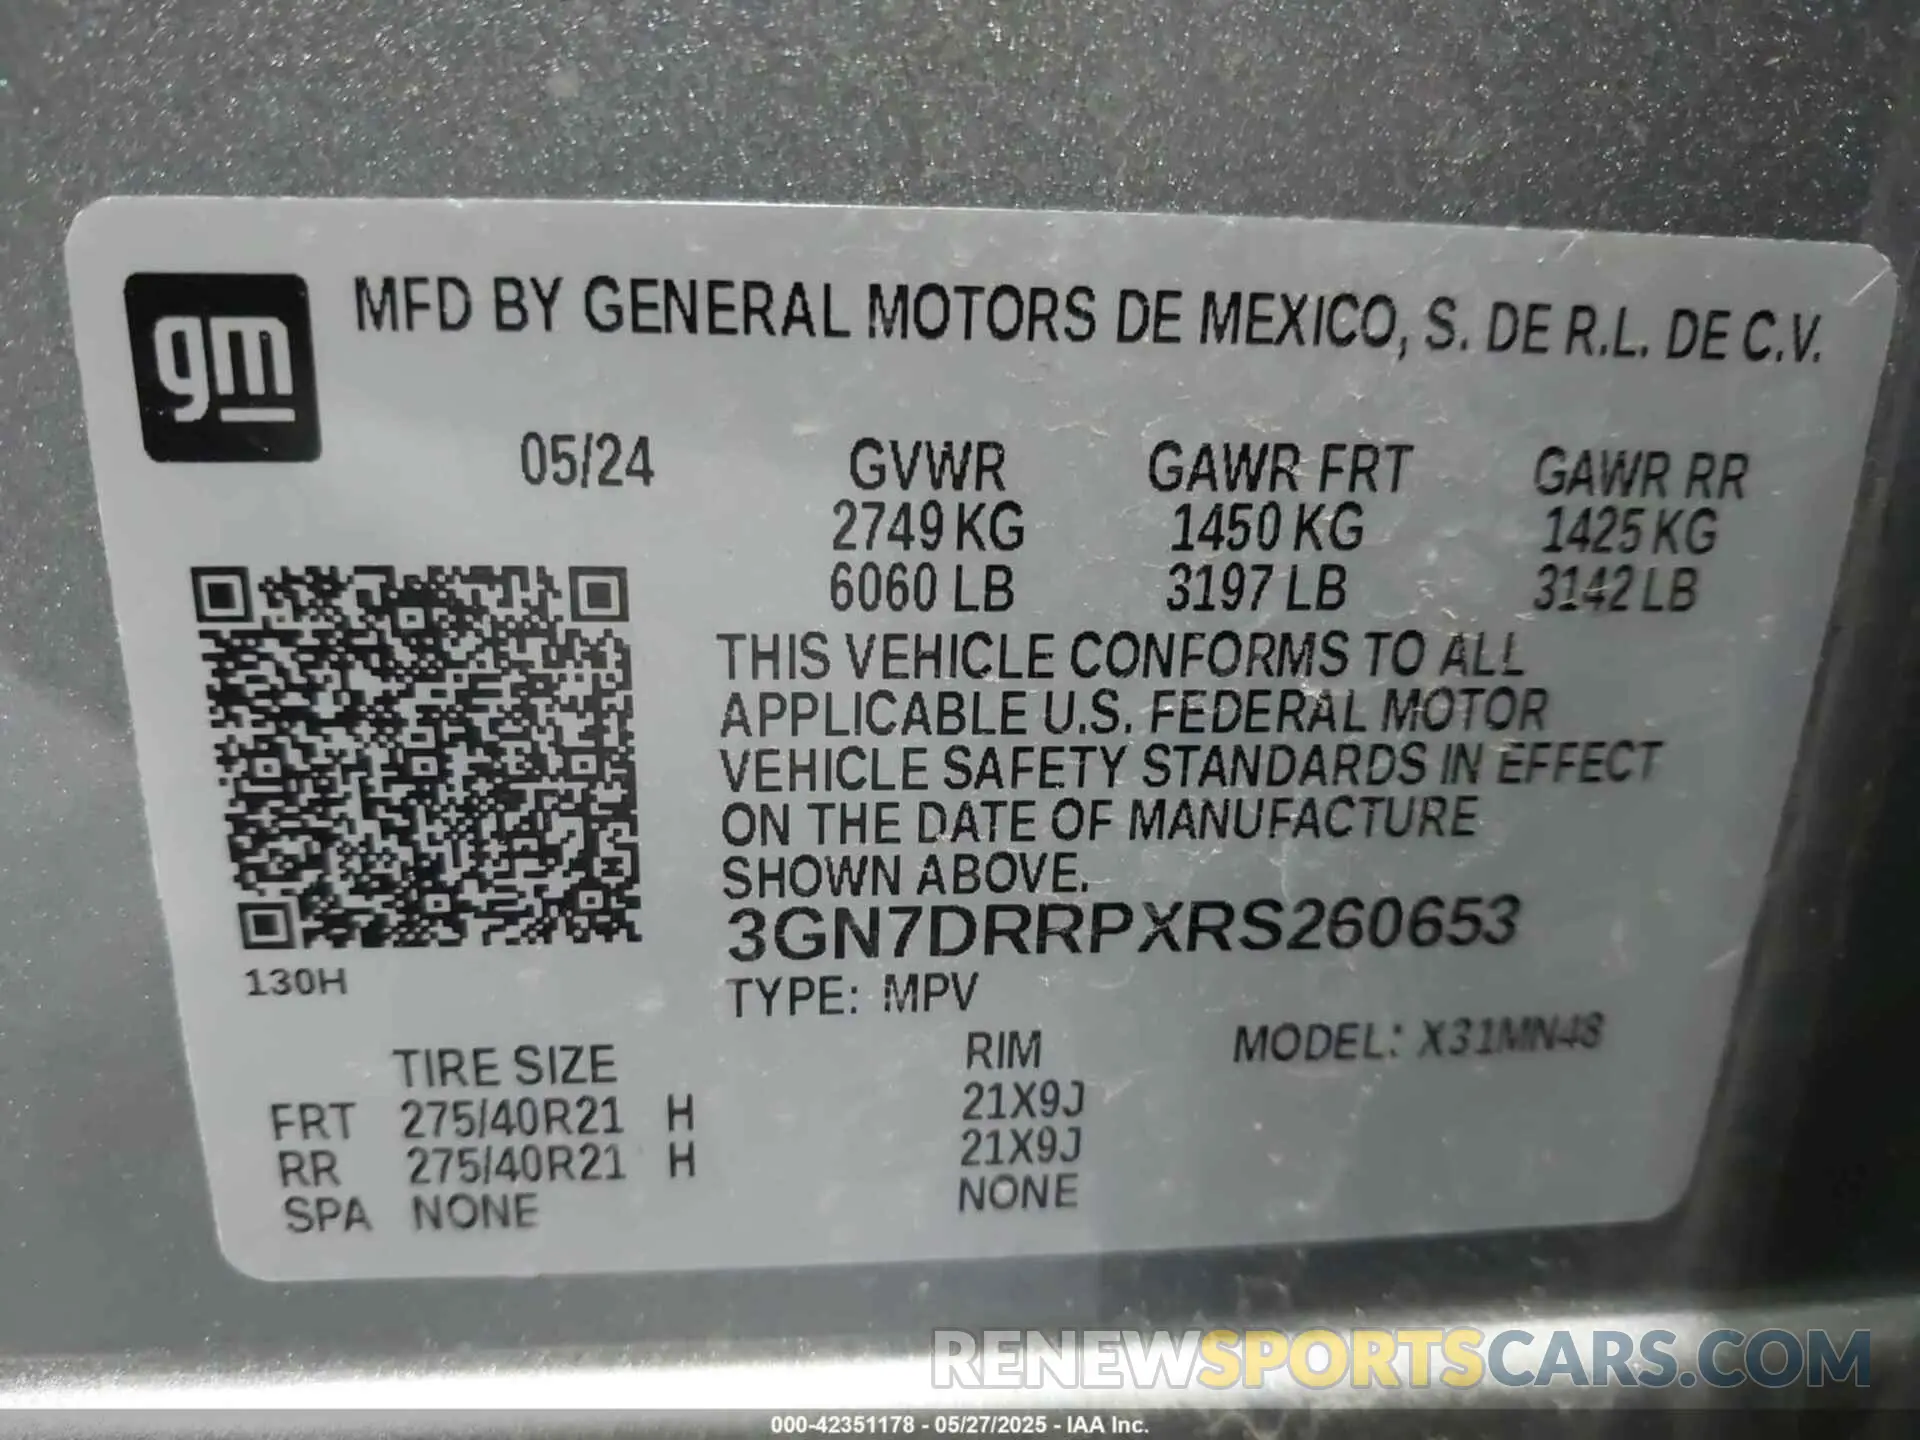 gm
MFD BY GENERAL MOTORS DE MEXICO, S. DE R.L. DE C.V.
05/24 GVWR GAWR FRT GAWR RR
2749 KG 1450 KG 1425 KG
6060 LB 3197 LB 3142 LB
THIS VEHICLE CONFORMS TO ALL
APPLICABLE U.S. FEDERAL MOTOR
VEHICLE SAFETY STANDARDS IN EFFECT
ON THE DATE OF MANUFACTURE
SHOWN ABOVE.
3GN7DRRPXRS260653
130H
TYPE: MPV
TIRE SIZE RIM MODEL: X31MN48
FRT 275/40R21 H 21X9J
RR 275/40R21 H 21X9J
SPA NONE NONE
RENEWSPORTSCARS.COM
000-42351178 - 05/27/2025 - IAA Inc.